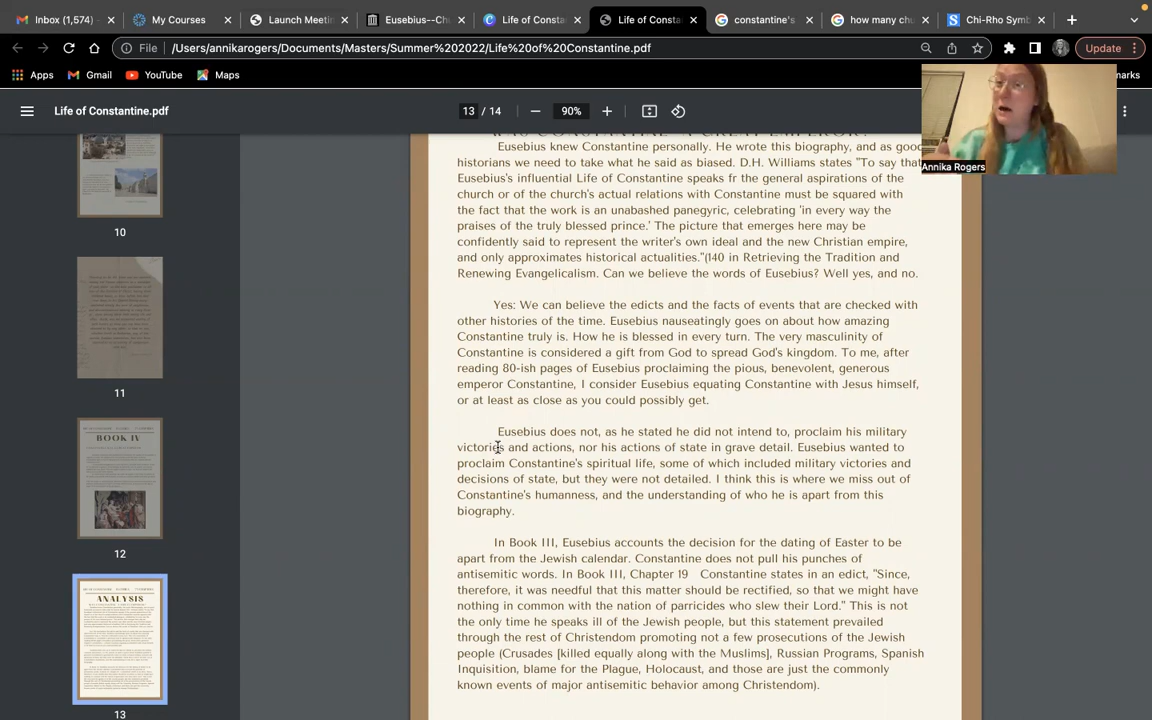 Inbox (1,574)
My Courses
Launch Meeti
Eusebius--Ch
Life of Consta
Life of Consta
constantine's
how many chu
Chi-Rho Symb
File
/Users/annikarogers/Documents/Masters/Summer%202022/Life%20of%20Constantine.pdf
Update
Apps
Gmail
YouTube
Maps
marks
Life of Constantine.pdf
13 / 14
90%
Annika Rogers
10
11
BOOK IV
12
ANALYSIS
13
WAS CONSTANTINE A GREAT EMPEROR?
Eusebius knew Constantine personally. He wrote this biography, and as good
historians we need to take what he said as biased. D.H. Williams states "To say that
Eusebius's influential Life of Constantine speaks fr the general aspirations of the
church or of the church's actual relations with Constantine must be squared with
the fact that the work is an unabashed panegyric, celebrating 'in every way the
praises of the truly blessed prince.' The picture that emerges here may be
confidently said to represent the writer's own ideal and the new Christian empire,
and only approximates historical actualities."(140 in Retrieving the Tradition and
Renewing Evangelicalism. Can we believe the words of Eusebius? Well yes, and no.
Yes: We can believe the edicts and the facts of events that are checked with
other histories of the time. Eusebius nauseatingly goes on about how amazing
Constantine truly is. How he is blessed in every turn. The very masculinity of
Constantine is considered a gift from God to spread God's kingdom. To me, after
reading 80-ish pages of Eusebius proclaiming the pious, benevolent, generous
emperor Constantine, I consider Eusebius equating Constantine with Jesus himself,
or at least as close as you could possibly get.
Eusebius does not, as he stated he did not intend to, proclaim his military
victories and actions, nor his actions of state in grave detail. Eusebius wanted to
proclaim Constantine's spiritual life, some of which included military victories and
decisions of state, but they were not detailed. I think this is where we miss out of
Constantine's humanness, and the understanding of who he is apart from this
biography.
In Book III, Eusebius accounts the decision for the dating of Easter to be
apart from the Jewish calendar. Constantine does not pull his punches of
antisemitic words. In Book III, Chapter 19 Constantine states in an edict, "Since,
therefore, it was needful that this matter should be rectified, so that we might have
nothing in common with the nation of parricides who slew their Lord." This is not
the only time he speaks ill of the Jewish people, but this statement prevailed
through the rest of Christendom promoting not a few prosecutions of the Jewish
people (Crusades [killed equally along with the Muslims], Russian Programs, Spanish
Inquisition, blame for the Plague, Holocaust, and those are just the commonly
known events of major antisemitic behavior among Christendom).